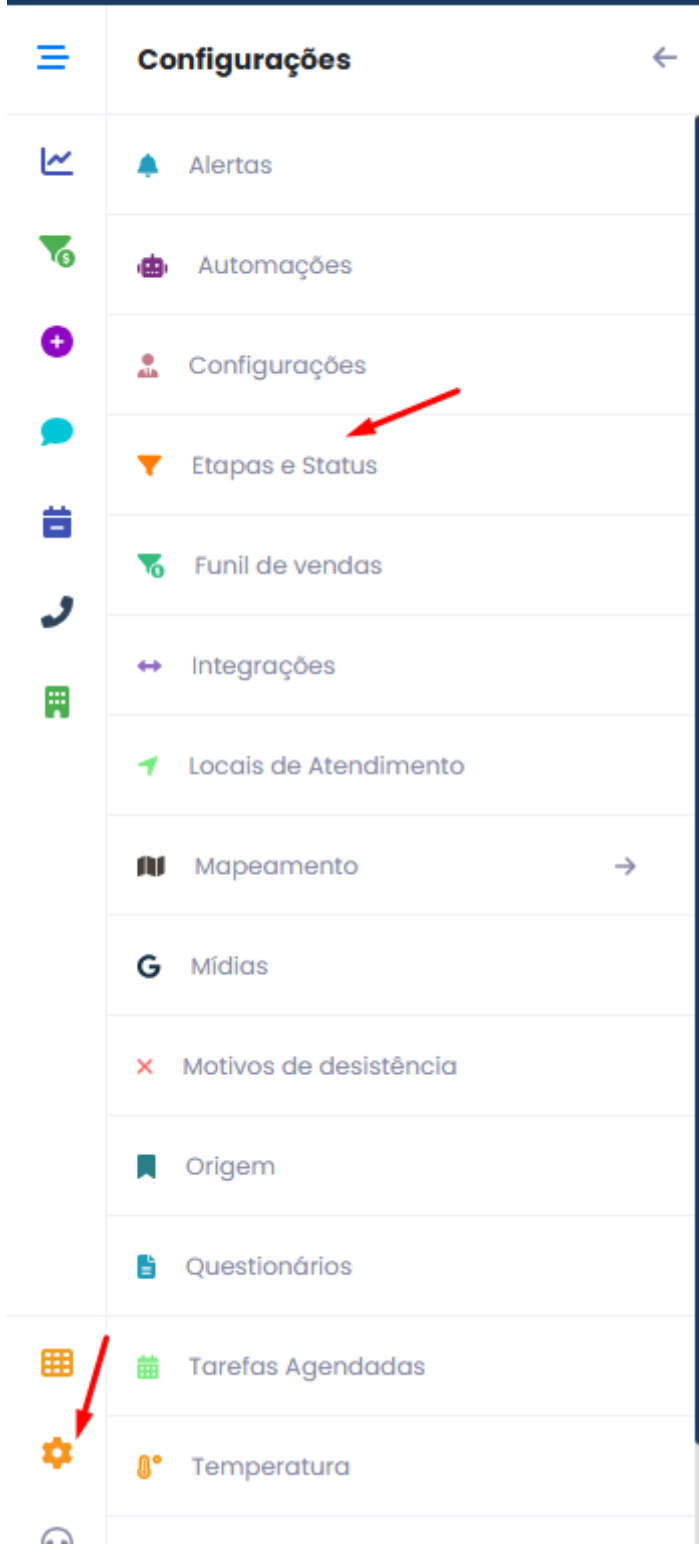 Configurações
Alertas
Automações
Configurações
Etapas e Status
Funil de vendas
Integrações
Locais de Atendimento
Mapeamento
Mídias
Motivos de desistência
Origem
Questionários
Tarefas Agendadas
Temperatura